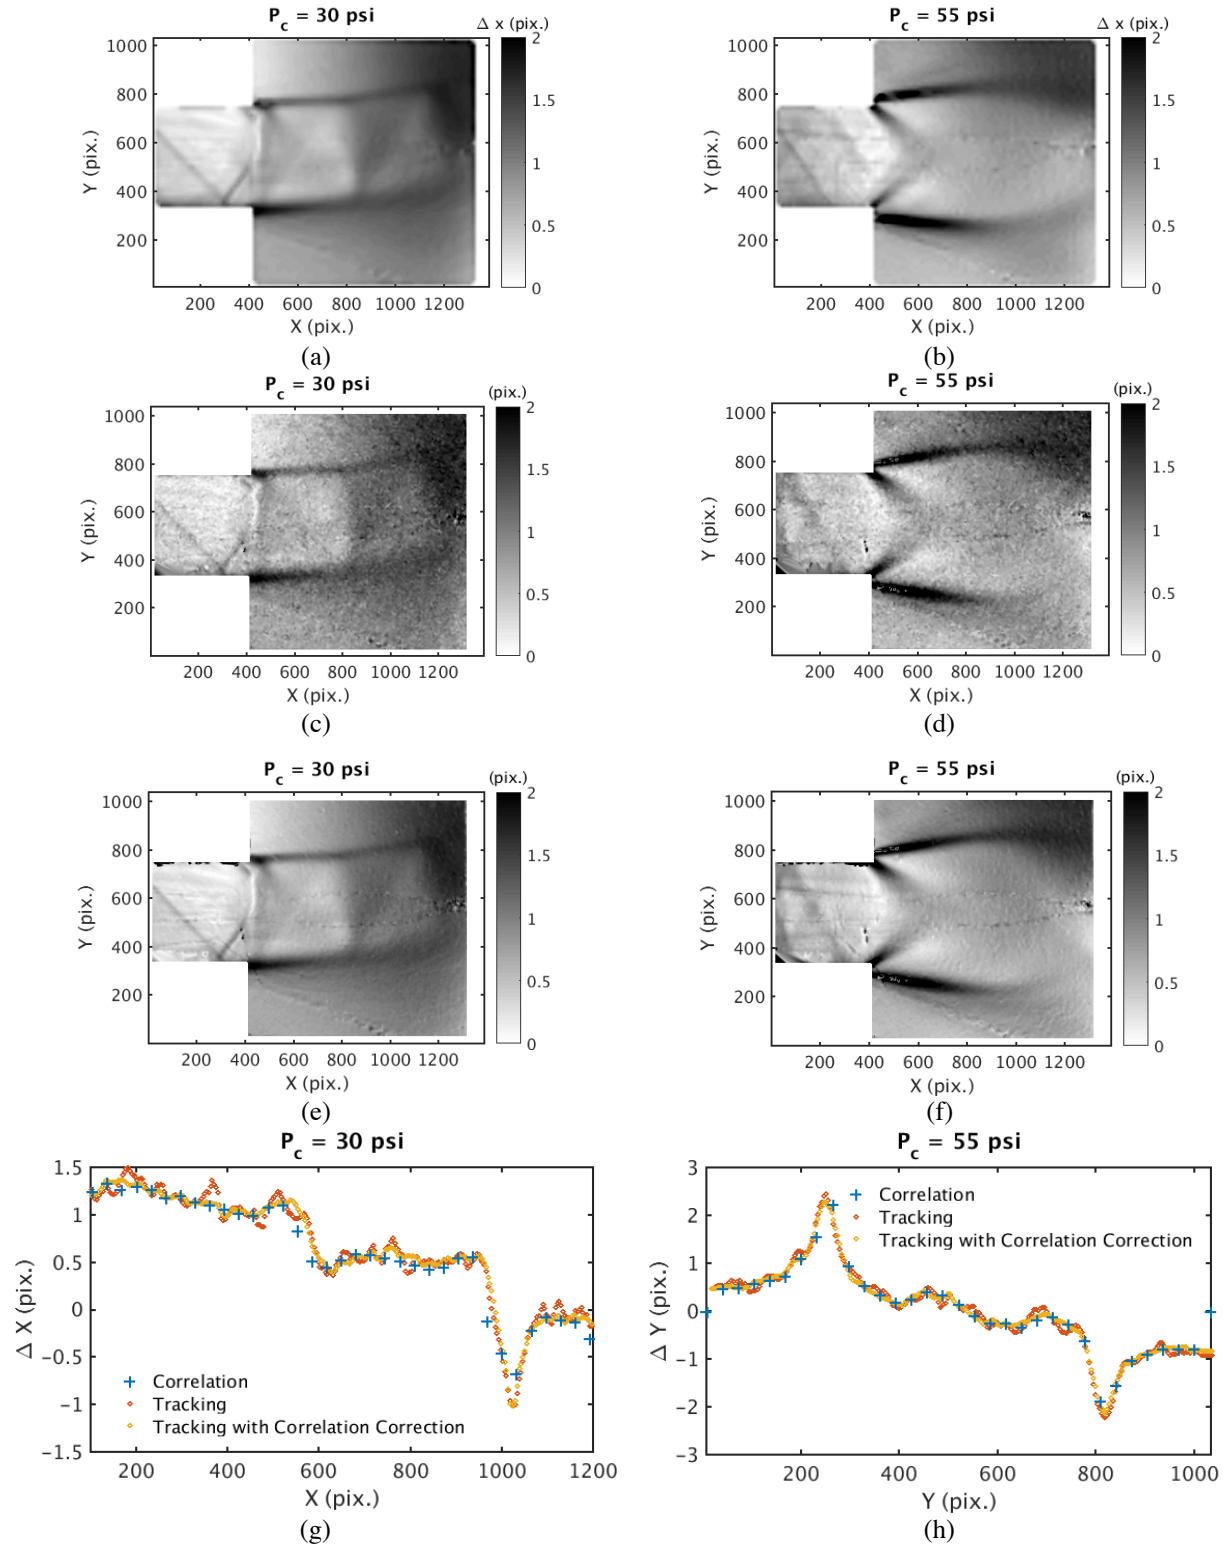 P_c = 30 psi
Δ x (pix.)
P_c = 55 psi
Δ x (pix.)
1000
800
600
400
200
Y (pix.)
200 400 600 800 1000 1200
X (pix.)
2
1.5
1
0.5
0
(a)
1000
800
600
400
200
Y (pix.)
200 400 600 800 1000 1200
X (pix.)
2
1.5
1
0.5
0
(b)
P_c = 30 psi
(pix.)
1000
800
600
400
200
Y (pix.)
200 400 600 800 1000 1200
X (pix.)
2
1.5
1
0.5
0
(c)
P_c = 55 psi
(pix.)
1000
800
600
400
200
Y (pix.)
200 400 600 800 1000 1200
X (pix.)
2
1.5
1
0.5
0
(d)
P_c = 30 psi
(pix.)
1000
800
600
400
200
Y (pix.)
200 400 600 800 1000 1200
X (pix.)
2
1.5
1
0.5
0
(e)
P_c = 55 psi
(pix.)
1000
800
600
400
200
Y (pix.)
200 400 600 800 1000 1200
X (pix.)
2
1.5
1
0.5
0
(f)
P_c = 30 psi
1.5
1
0.5
0
-0.5
-1
-1.5
Δ X (pix.)
Correlation
Tracking
Tracking with Correlation Correction
200 400 600 800 1000 1200
X (pix.)
(g)
P_c = 55 psi
3
2
1
0
-1
-2
-3
Δ Y (pix.)
Correlation
Tracking
Tracking with Correlation Correction
200 400 600 800 1000
Y (pix.)
(h)